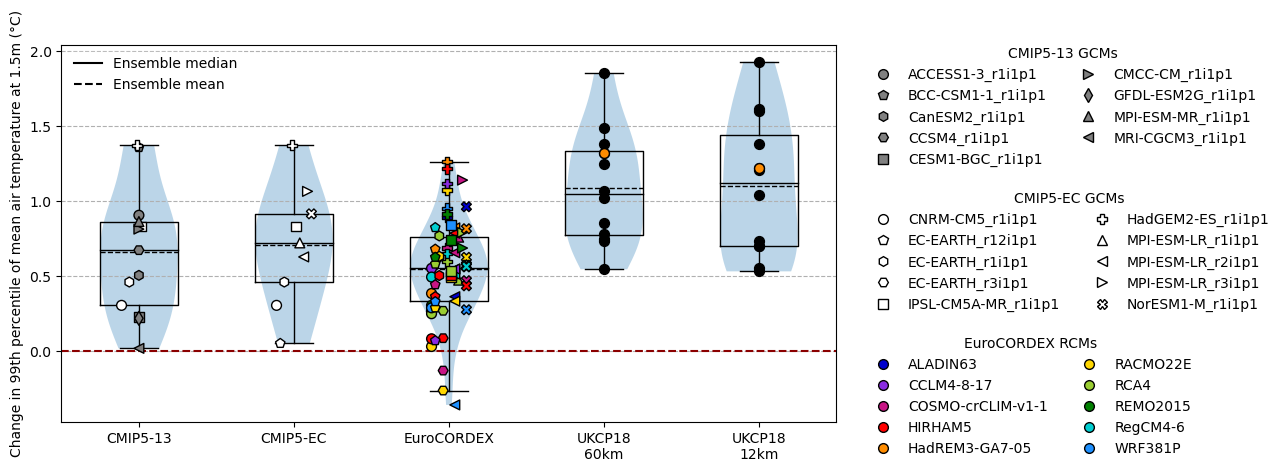 Change in 99th percentile of mean air temperature at 1.5m (°C)
2.0
1.5
1.0
0.5
0.0
Ensemble median
Ensemble mean
CMIP5-13
CMIP5-EC
EuroCORDEX
UKCP18
60km
UKCP18
12km
CMIP5-13 GCMs
ACCESS1-3_r1i1p1
BCC-CSM1-1_r1i1p1
CanESM2_r1i1p1
CCSM4_r1i1p1
CESM1-BGC_r1i1p1
CMCC-CM_r1i1p1
GFDL-ESM2G_r1i1p1
MPI-ESM-MR_r1i1p1
MRI-CGCM3_r1i1p1
CMIP5-EC GCMs
CNRM-CM5_r1i1p1
EC-EARTH_r12i1p1
EC-EARTH_r1i1p1
EC-EARTH_r3i1p1
IPSL-CM5A-MR_r1i1p1
HadGEM2-ES_r1i1p1
MPI-ESM-LR_r1i1p1
MPI-ESM-LR_r2i1p1
MPI-ESM-LR_r3i1p1
NorESM1-M_r1i1p1
EuroCORDEX RCMs
ALADIN63
CCLM4-8-17
COSMO-crCLIM-v1-1
HIRHAM5
HadREM3-GA7-05
RACMO22E
RCA4
REMO2015
RegCM4-6
WRF381P